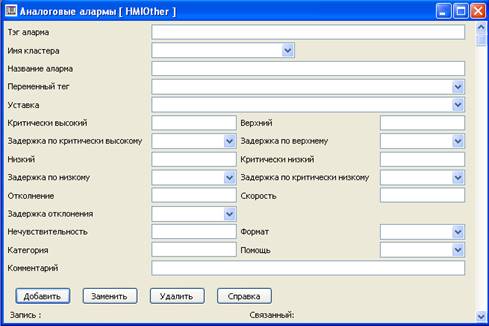 Аналоговые алармы [ HMIOther ]
Тэг аларма
Имя кластера
Название аларма
Переменный тег
Уставка
Критически высокий Верхний
Задержка по критически высокому Задержка по верхнему
Низкий Критически низкий
Задержка по низкому Задержка по критически низкому
Отколнение Скорость
Задержка отклонения
Нечувствительность Формат
Категория Помощь
Комментарий
Добавить Заменить Удалить Справка
Запись : Связанный: